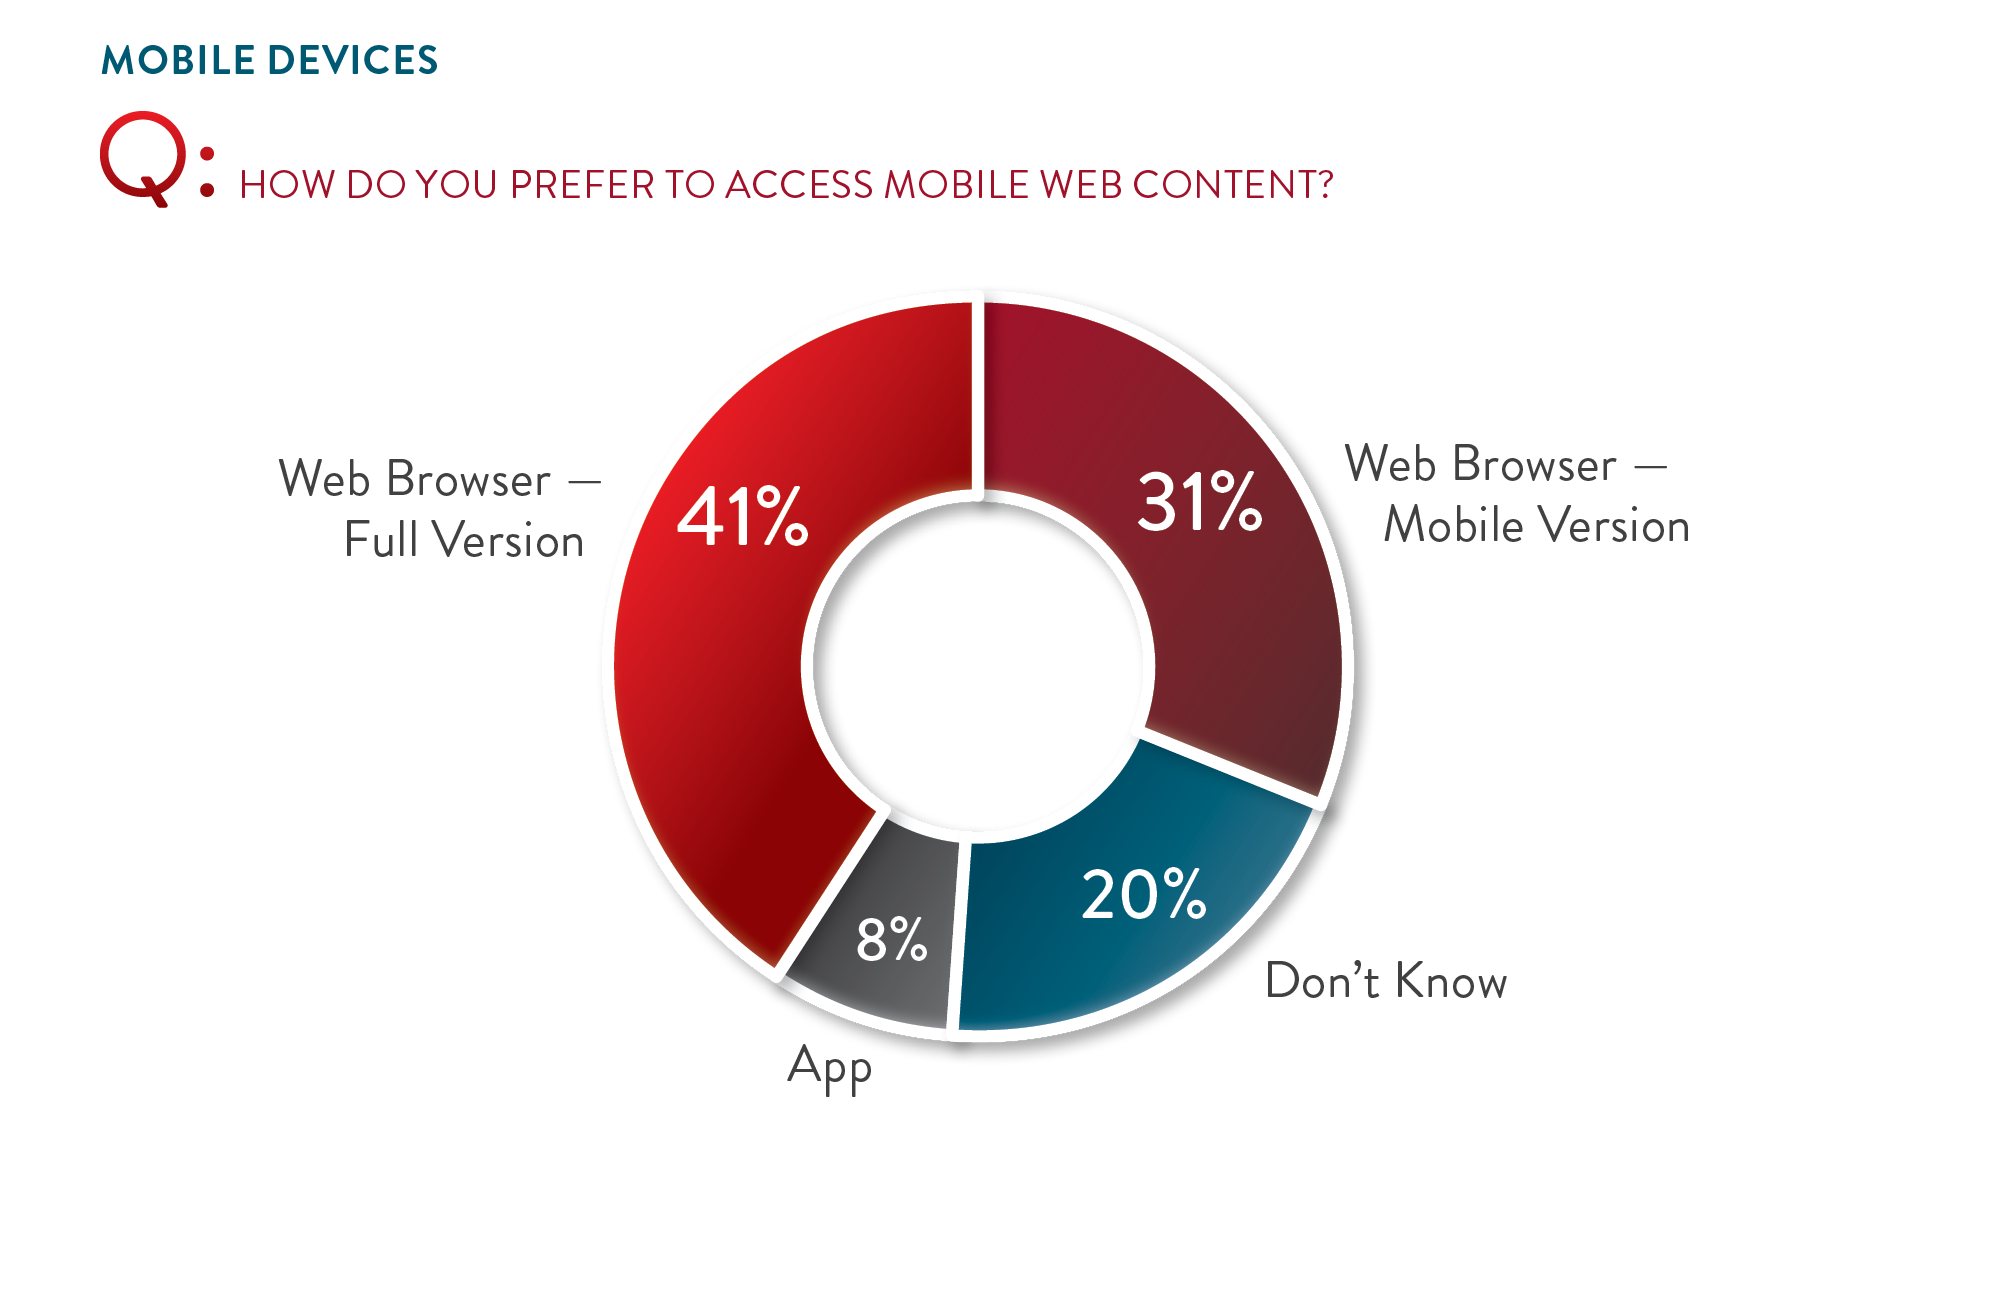 MOBILE DEVICES
Q: HOW DO YOU PREFER TO ACCESS MOBILE WEB CONTENT?
Web Browser —
Full Version
41%
31%
Web Browser —
Mobile Version
20%
Don’t Know
8%
App